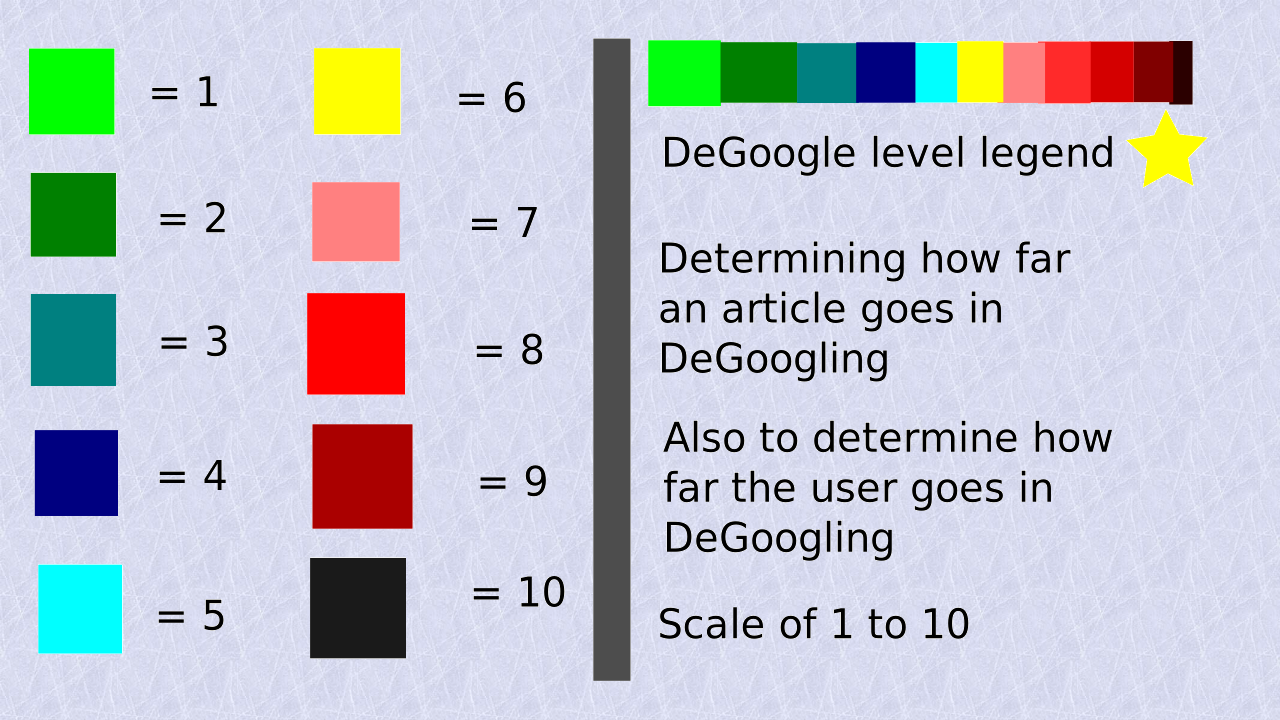 = 1
= 2
= 3
= 4
= 5
= 6
= 7
= 8
= 9
= 10
DeGoogle level legend
Determining how far
an article goes in
DeGoogling
Also to determine how
far the user goes in
DeGoogling
Scale of 1 to 10